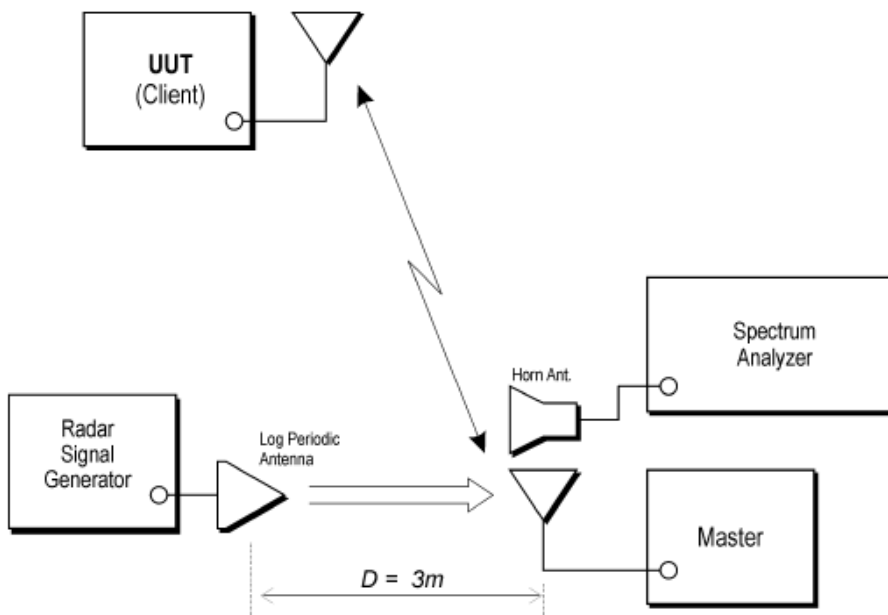 UUT
(Client)
Spectrum
Analyzer
Horn Ant.
Radar
Signal
Generator
Log Periodic
Antenna
Master
D = 3m